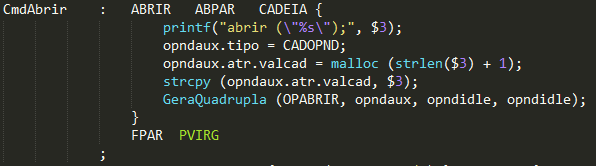 CmdAbrir : ABRIR ABPAR CADEIA {
printf("abrir (\"%s\");", $3);
opndaux.tipo = CADOPND;
opndaux.atr.valcad = malloc (strlen($3) + 1);
strcpy (opndaux.atr.valcad, $3);
GeraQuadrupla (OPABRIR, opndaux, opndidle, opndidle);
}
FPAR PVIRG
;